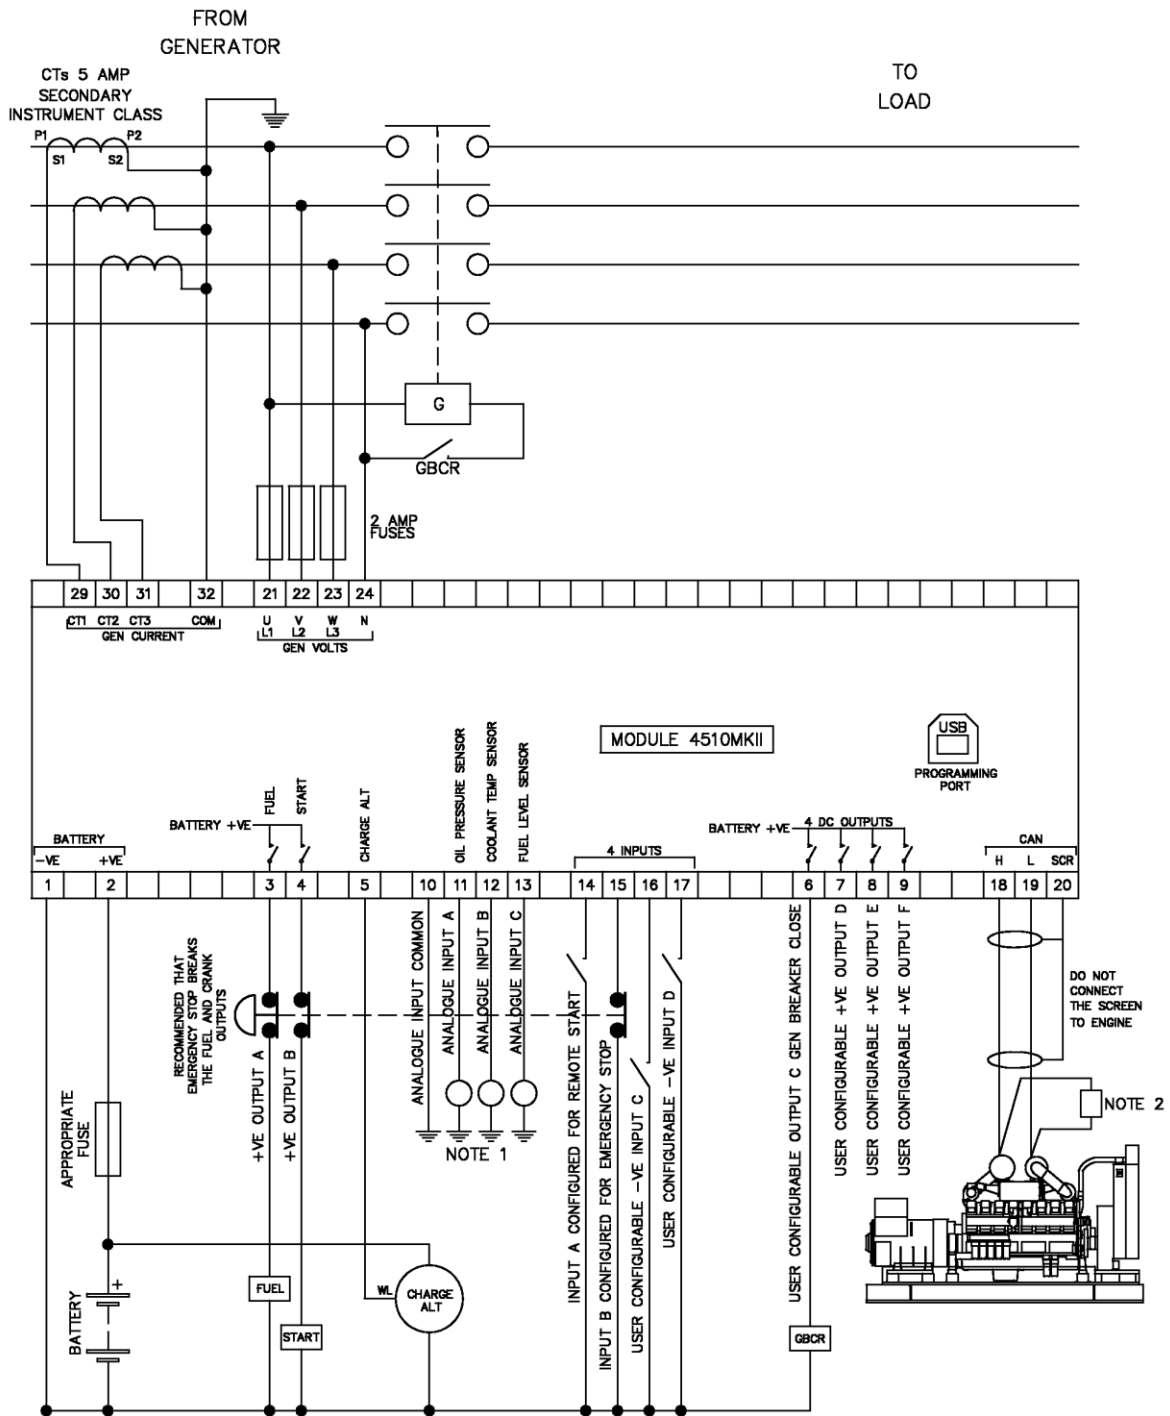 FROM
GENERATOR
CTs 5 AMP
SECONDARY
INSTRUMENT CLASS
TO
LOAD
P1
P2
S1
S2
G
GBCR
2 AMP
FUSES
29 30 31 32 21 22 23 24
CT1 CT2 CT3 COM U V W N
L1 L2 L3
GEN CURRENT
GEN VOLTS
MODULE 4510MKII
USB
PROGRAMMING
PORT
FUEL
START
CHARGE ALT
OIL PRESSURE SENSOR
COOLANT TEMP SENSOR
FUEL LEVEL SENSOR
BATTERY +VE
BATTERY +VE
4 DC OUTPUTS
BATTERY
-VE +VE
4 INPUTS
CAN
H L SCR
1 2 3 4 5 10 11 12 13 14 15 16 17 6 7 8 9 18 19 20
RECOMMENDED THAT
EMERGENCY STOP BREAKS
THE FUEL AND CRANK
OUTPUTS
+VE OUTPUT A
+VE OUTPUT B
ANALOGUE INPUT COMMON
ANALOGUE INPUT A
ANALOGUE INPUT B
ANALOGUE INPUT C
NOTE 1
INPUT A CONFIGURED FOR REMOTE START
INPUT B CONFIGURED FOR EMERGENCY STOP
USER CONFIGURABLE -VE INPUT C
USER CONFIGURABLE -VE INPUT D
USER CONFIGURABLE OUTPUT C GEN BREAKER CLOSE
USER CONFIGURABLE +VE OUTPUT D
USER CONFIGURABLE +VE OUTPUT E
USER CONFIGURABLE +VE OUTPUT F
DO NOT
CONNECT
THE SCREEN
TO ENGINE
NOTE 2
APPROPRIATE
FUSE
BATTERY
+
FUEL
START
WL
CHARGE
ALT
GBCR